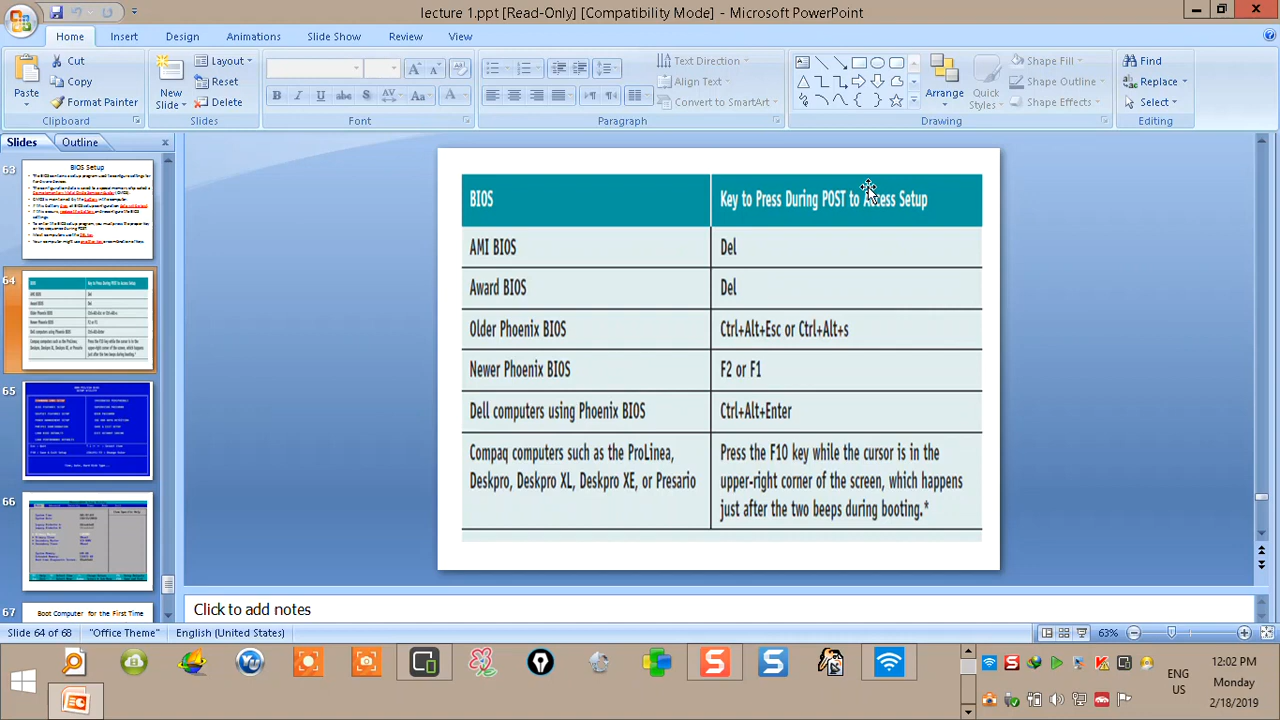 lec
Only] [Compatibility Mode] - Mi
PowerPoint
Home
Insert
Design
Animations
Slide Show
Review
View
Paste
Cut
Copy
Format Painter
Clipboard
New
Slide
Layout
Reset
Delete
Slides
Font
Text Direction
Align Text
Convert to SmartArt
Paragraph
Arrange
Quick
Styles
Shape Fill
Shape Outline
Shape Effects
Drawing
Find
Replace
Select
Editing
Slides
Outline
63
BIOS Setup
64
65
66
67
Boot Computer for the First Time
BIOS
Key to Press During POST to Access Setup
AMI BIOS
Del
Award BIOS
Del
Older Phoenix BIOS
Ctrl+Alt+Esc or Ctrl+Alt+s
Newer Phoenix BIOS
F2 or F1
Dell computers using Phoenix BIOS
Ctrl+Alt+Enter
Compaq computers such as the ProLinea,
Deskpro, Deskpro XL, Deskpro XE, or Presario
Press the F10 key while the cursor is in the
upper-right corner of the screen, which happens
just after the two beeps during booting.*
Click to add notes
Slide 64 of 68
"Office Theme"
English (United States)
63%
ENG
US
12:02 PM
Monday
2/18/2019